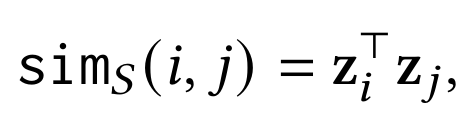 sim_S(i, j) = z_i^⊤ z_j,